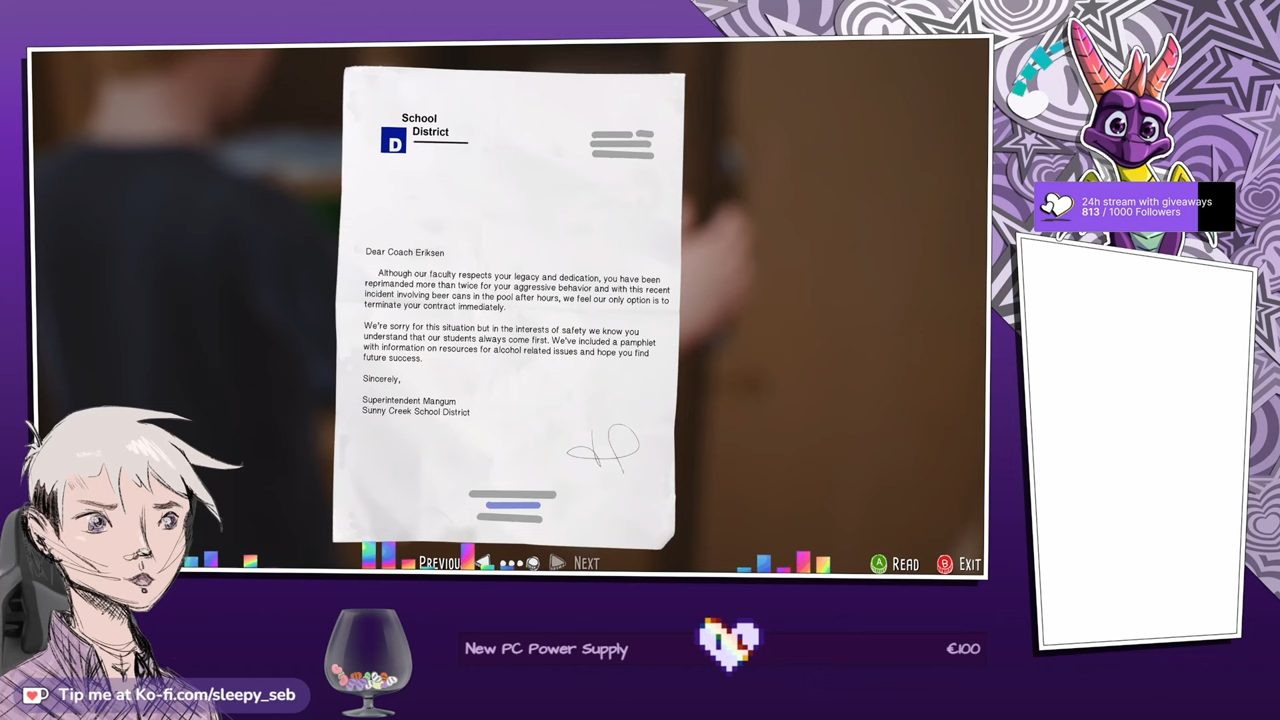 School
District
D
Dear Coach Eriksen
Although our faculty respects your legacy and dedication, you have been
reprimanded more than twice for your aggressive behavior and with this recent
incident involving beer cans in the pool after hours, we feel our only option is to
terminate your contract immediately.
We're sorry for this situation but in the interests of safety we know you
understand that our students always come first. We've included a pamphlet
with information on resources for alcohol related issues and hope you find
future success.
Sincerely,
Superintendent Mangum
Sunny Creek School District
24h stream with giveaways
813 / 1000 Followers
NEXT
A READ
B EXIT
New PC Power Supply
€100
Tip me at Ko-fi.com/sleepy_seb